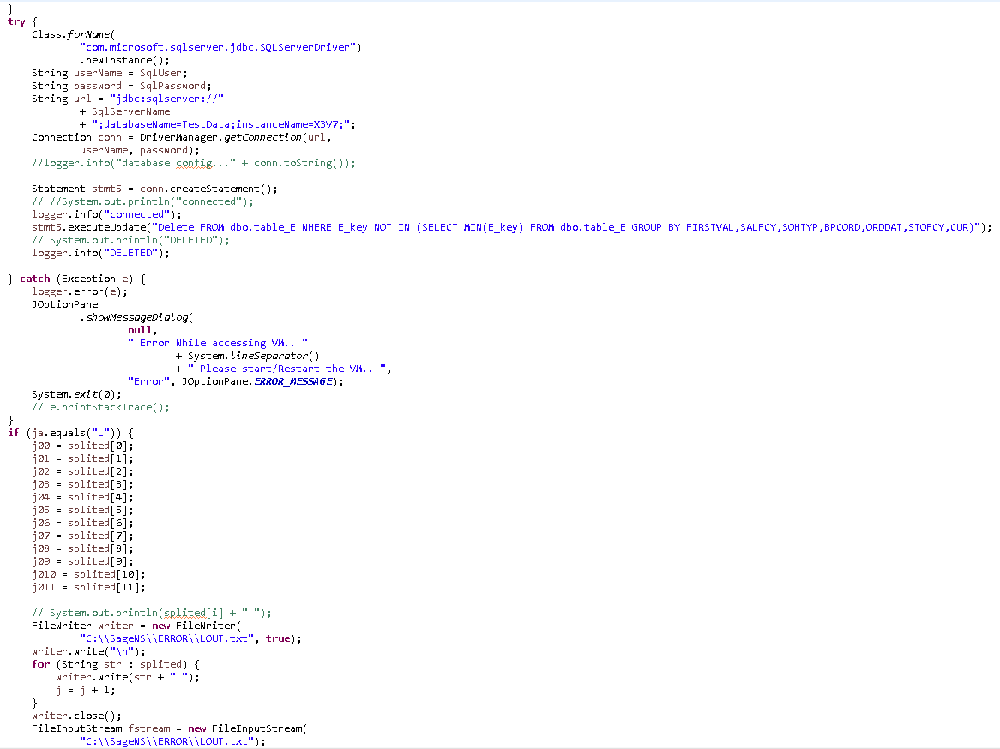 }
try {
    Class.forName(
            "com.microsoft.sqlserver.jdbc.SQLServerDriver")
            .newInstance();
    String userName = SqlUser;
    String password = SqlPassword;
    String url = "jdbc:sqlserver://"
            + SqlServerName
            + ";databaseName=TestData;instanceName=X3V7;";
    Connection conn = DriverManager.getConnection(url,
            userName, password);
    //logger.info("database config..." + conn.toString());

    Statement stmt5 = conn.createStatement();
    // //System.out.println("connected");
    logger.info("connected");
    stmt5.executeUpdate("Delete FROM dbo.table_E WHERE E_key NOT IN (SELECT MIN(E_key) FROM dbo.table_E GROUP BY FIRSTVAL,SALFCY,SOHTYP,BPCORD,ORDDAT,STOFCY,CUR)");
    // System.out.println("DELETED");
    logger.info("DELETED");

} catch (Exception e) {
    logger.error(e);
    JOptionPane
            .showMessageDialog(
                    null,
                    " Error While accessing VM.. "
                            + System.lineSeparator()
                            + " Please start/Restart the VM.. ",
                    "Error", JOptionPane.ERROR_MESSAGE);
    System.exit(0);
    // e.printStackTrace();
}
if (ja.equals("L")) {
    j00 = splited[0];
    j01 = splited[1];
    j02 = splited[2];
    j03 = splited[3];
    j04 = splited[4];
    j05 = splited[5];
    j06 = splited[6];
    j07 = splited[7];
    j08 = splited[8];
    j09 = splited[9];
    j010 = splited[10];
    j011 = splited[11];

    // System.out.println(splited[i] + " ");
    FileWriter writer = new FileWriter(
            "C:\\SageWS\\ERROR\\LOUT.txt", true);
    writer.write("\n");
    for (String str : splited) {
        writer.write(str + " ");
        j = j + 1;
    }
    writer.close();
    FileInputStream fstream = new FileInputStream(
            "C:\\SageWS\\ERROR\\LOUT.txt");